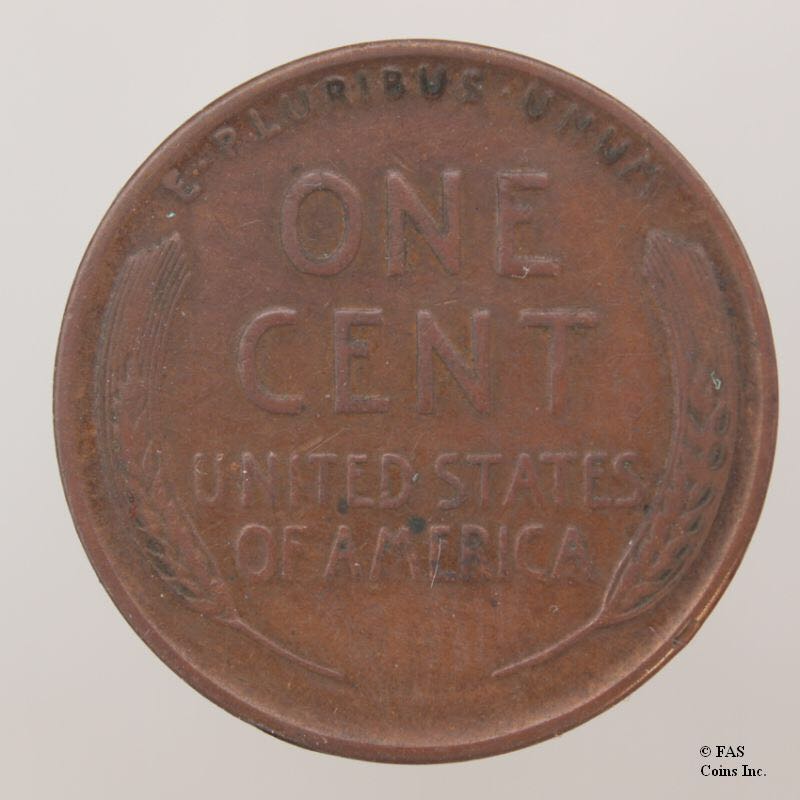 E·PLURIBUS·UNUM
ONE
CENT
UNITED STATES
OF AMERICA
© FAS
Coins Inc.